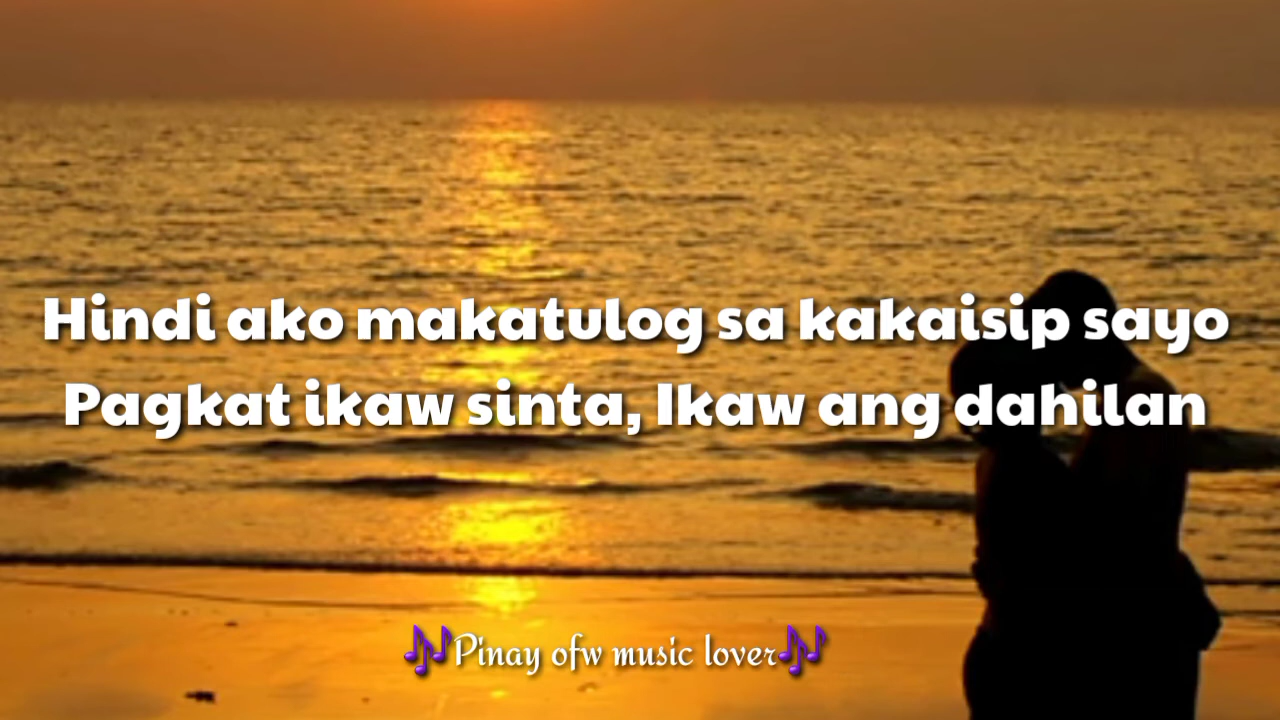 Hindi ako makatulog sa kakaisip sayo
Pagkat ikaw sinta, Ikaw ang dahilan
🎶Pinay ofw music lover🎶